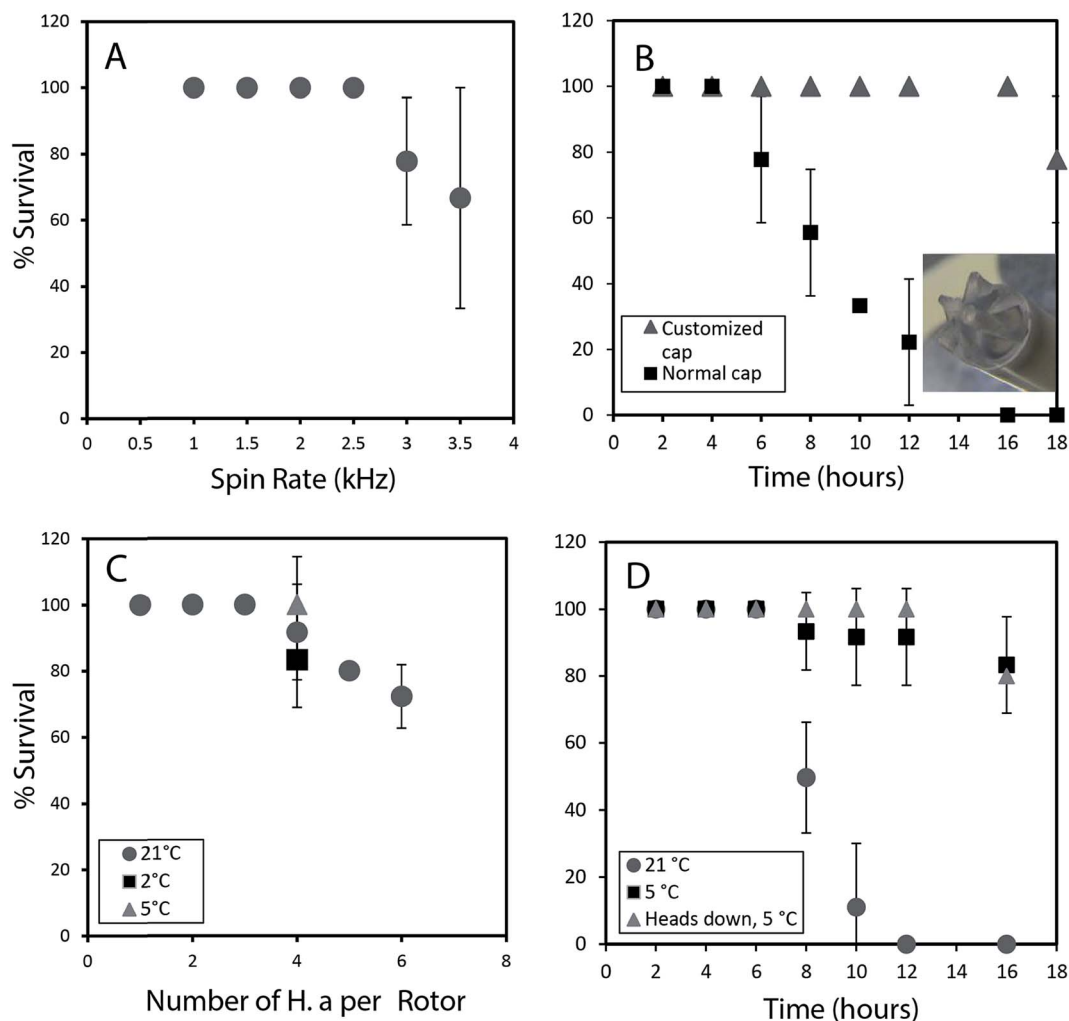 A
120
100
80
60
40
20
0
% Survival
0 0.5 1 1.5 2 2.5 3 3.5 4
Spin Rate (kHz)
B
120
100
80
60
40
20
0
Customized
cap
Normal cap
0 2 4 6 8 10 12 14 16 18
Time (hours)
C
120
100
80
60
40
20
0
% Survival
21°C
2°C
5°C
0 2 4 6 8
Number of H. a per Rotor
D
120
100
80
60
40
20
0
21 °C
5 °C
Heads down, 5 °C
0 2 4 6 8 10 12 14 16 18
Time (hours)